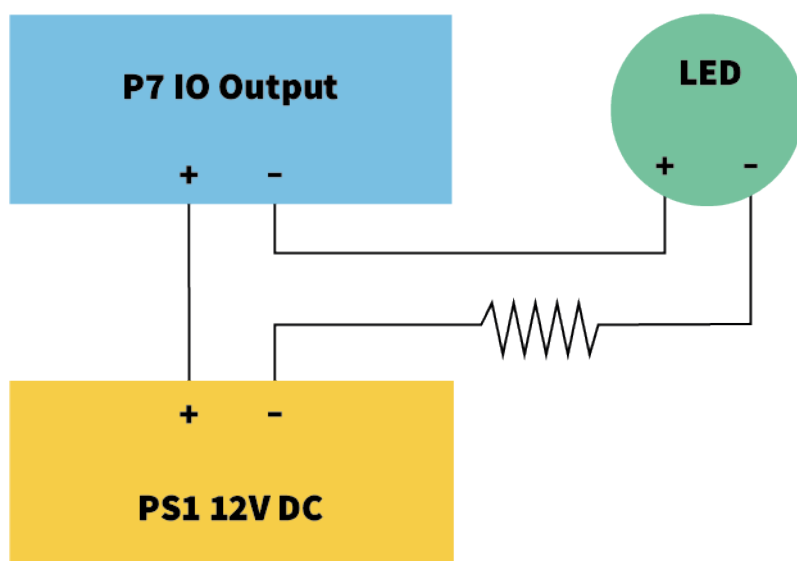 P7 IO Output
LED
+ –
+ –
+ –
PS1 12V DC